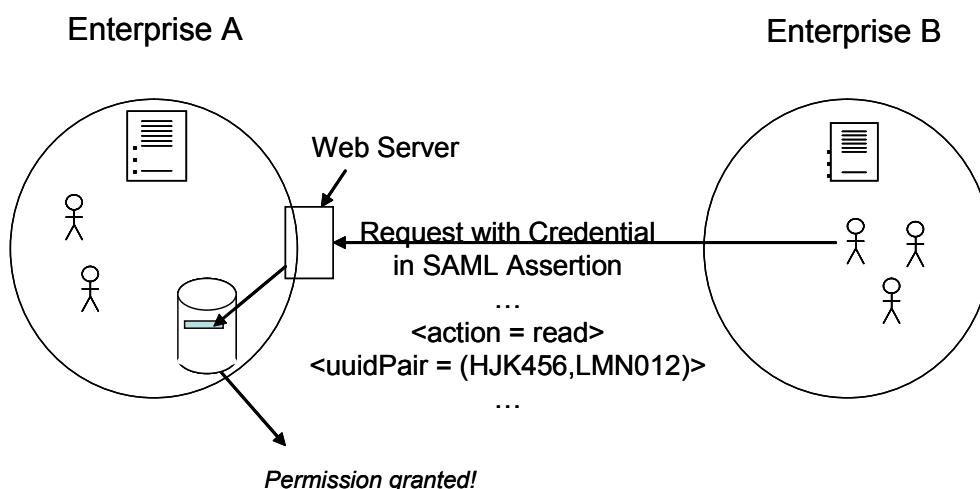 Enterprise A
Enterprise B
Web Server
Request with Credential
in SAML Assertion
...
<action = read>
<uuidPair = (HJK456,LMN012)>
...
Permission granted!